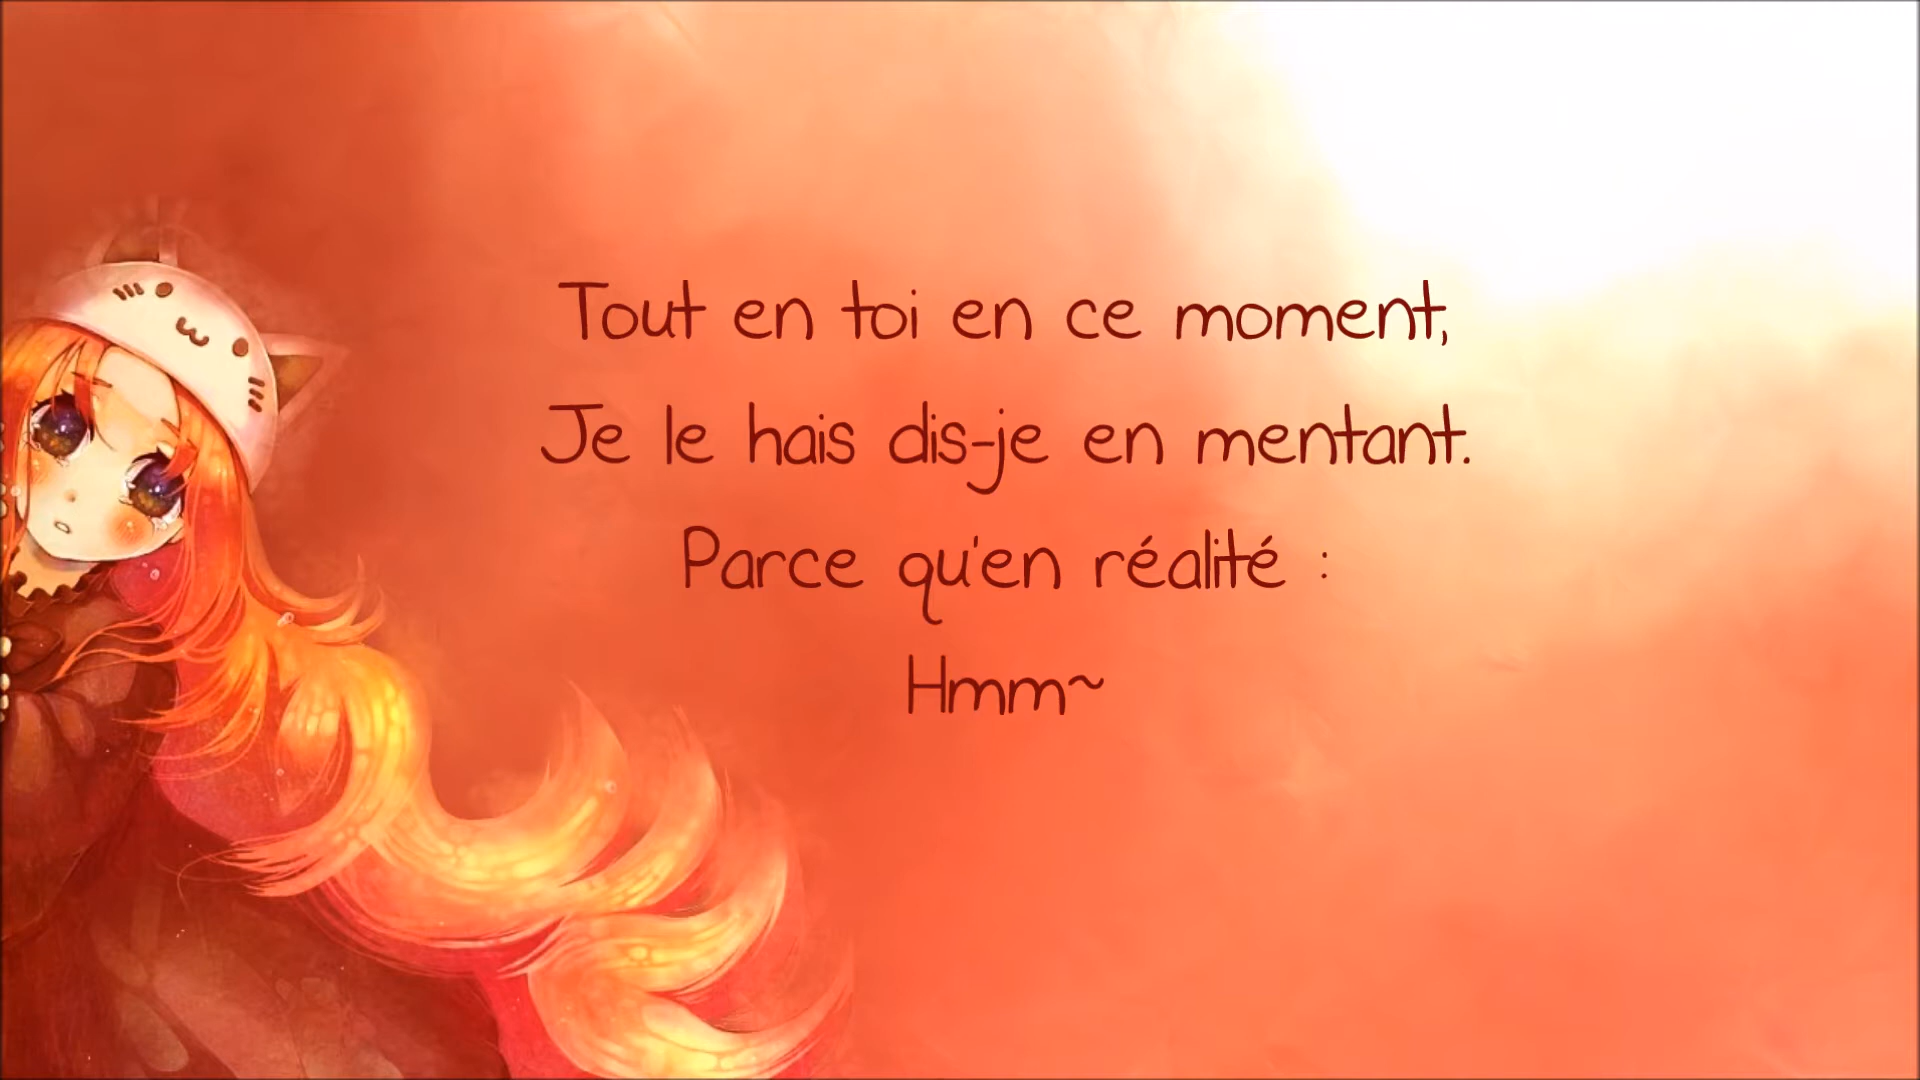 Tout en toi en ce moment,
Je le hais dis-je en mentant.
Parce qu'en réalité :
Hmm~